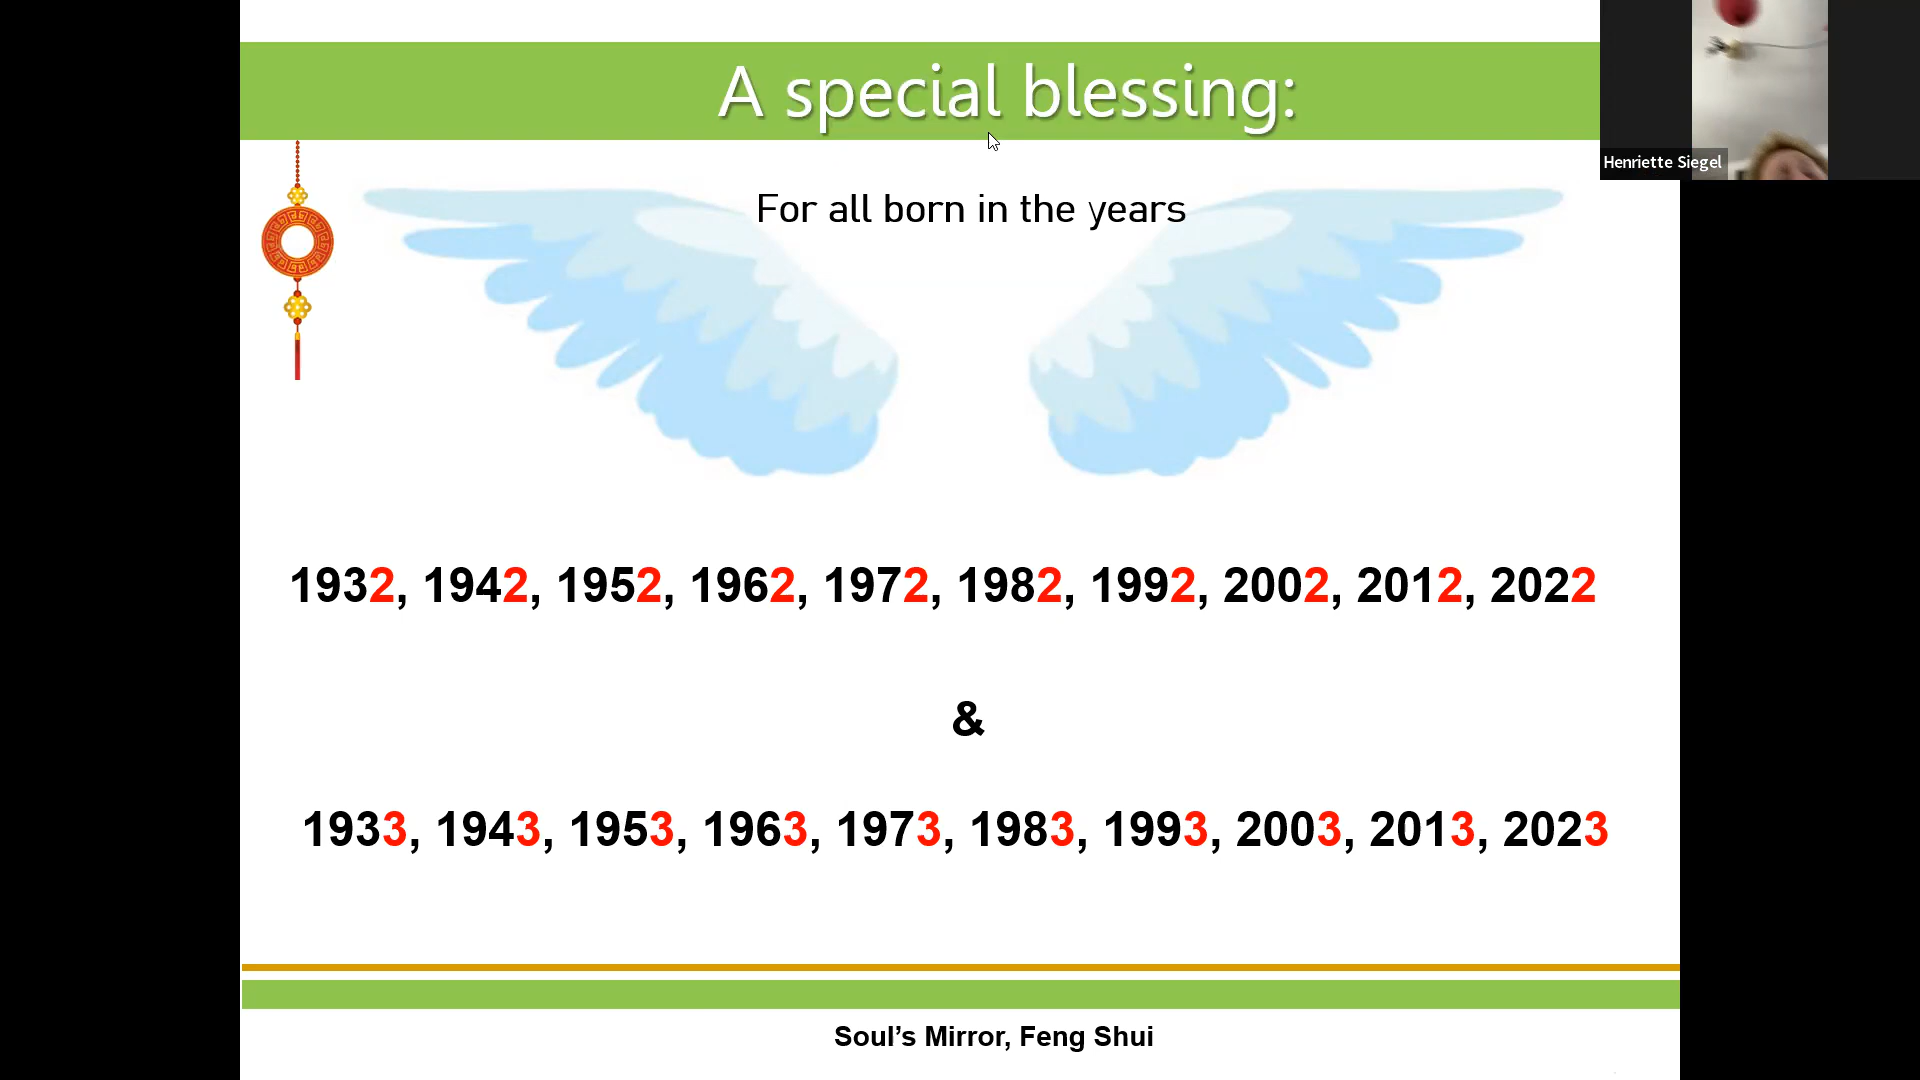 A special blessing:
Henriette Siegel
For all born in the years
1932, 1942, 1952, 1962, 1972, 1982, 1992, 2002, 2012, 2022
&
1933, 1943, 1953, 1963, 1973, 1983, 1993, 2003, 2013, 2023
Soul’s Mirror, Feng Shui